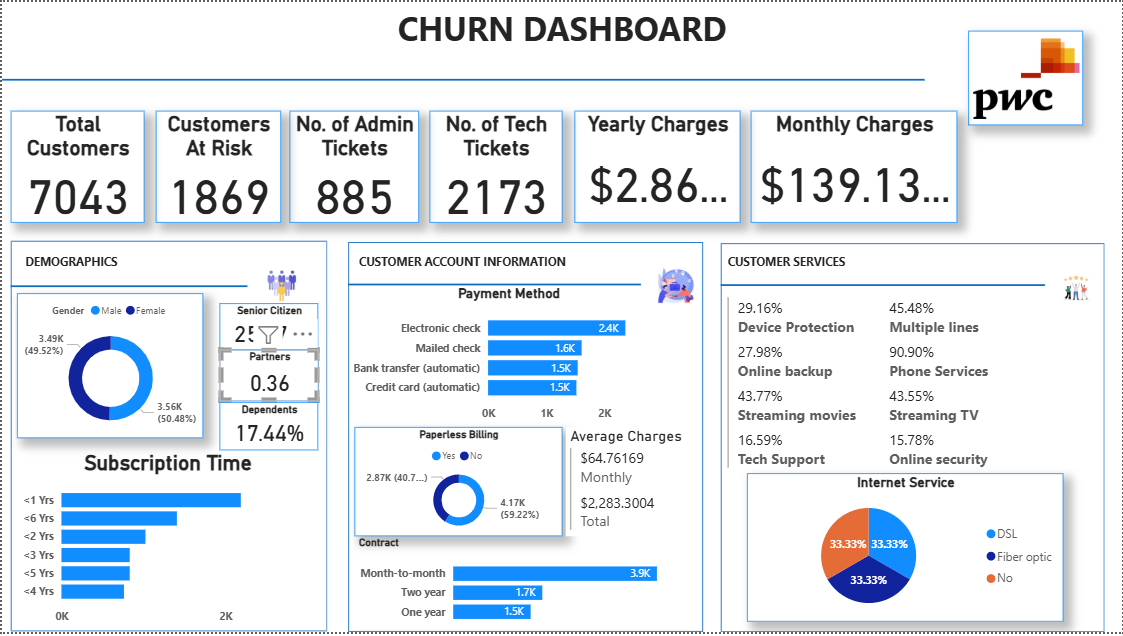 CHURN DASHBOARD
pwc
Total
Customers
7043
Customers
At Risk
1869
No. of Admin
Tickets
885
No. of Tech
Tickets
2173
Yearly Charges
$2.86...
Monthly Charges
$139.13...
DEMOGRAPHICS
Gender Male Female
3.49K
(49.52%)
3.56K
(50.48%)
Senior Citizen
Partners
0.36
Dependents
17.44%
Subscription Time
<1 Yrs
<6 Yrs
<2 Yrs
<3 Yrs
<5 Yrs
<4 Yrs
0K 2K
CUSTOMER ACCOUNT INFORMATION
Payment Method
Electronic check 2.4K
Mailed check 1.6K
Bank transfer (automatic) 1.5K
Credit card (automatic) 1.5K
0K 1K 2K
Paperless Billing
Yes No
2.87K (40.7...)
4.17K
(59.22%)
Average Charges
$64.76169
Monthly
$2,283.3004
Total
Contract
Month-to-month 3.9K
Two year 1.7K
One year 1.5K
CUSTOMER SERVICES
29.16%
Device Protection
45.48%
Multiple lines
27.98%
Online backup
90.90%
Phone Services
43.77%
Streaming movies
43.55%
Streaming TV
16.59%
Tech Support
15.78%
Online security
Internet Service
33.33% 33.33%
33.33%
DSL
Fiber optic
No